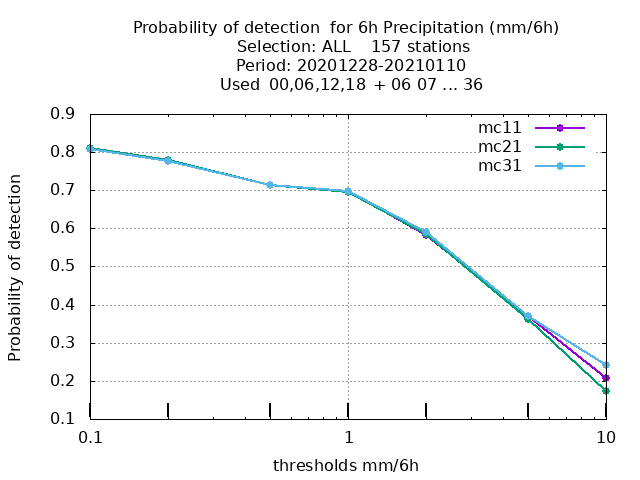 Probability of detection  for 6h Precipitation (mm/6h)
Selection: ALL    157 stations
Period: 20201228-20210110
Used  00,06,12,18  + 06 07 ... 36
mc11
mc21
mc31
Probability of detection
0.9
0.8
0.7
0.6
0.5
0.4
0.3
0.2
0.1
0.1 1 10
thresholds mm/6h